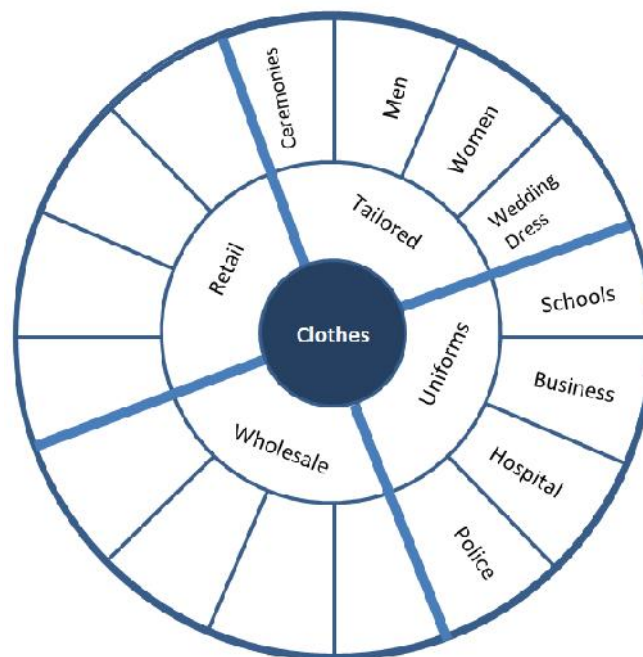 Ceremonies
Men
Women
Wedding
Dress
Tailored
Retail
Clothes
Schools
Uniforms
Business
Wholesale
Hospital
Police